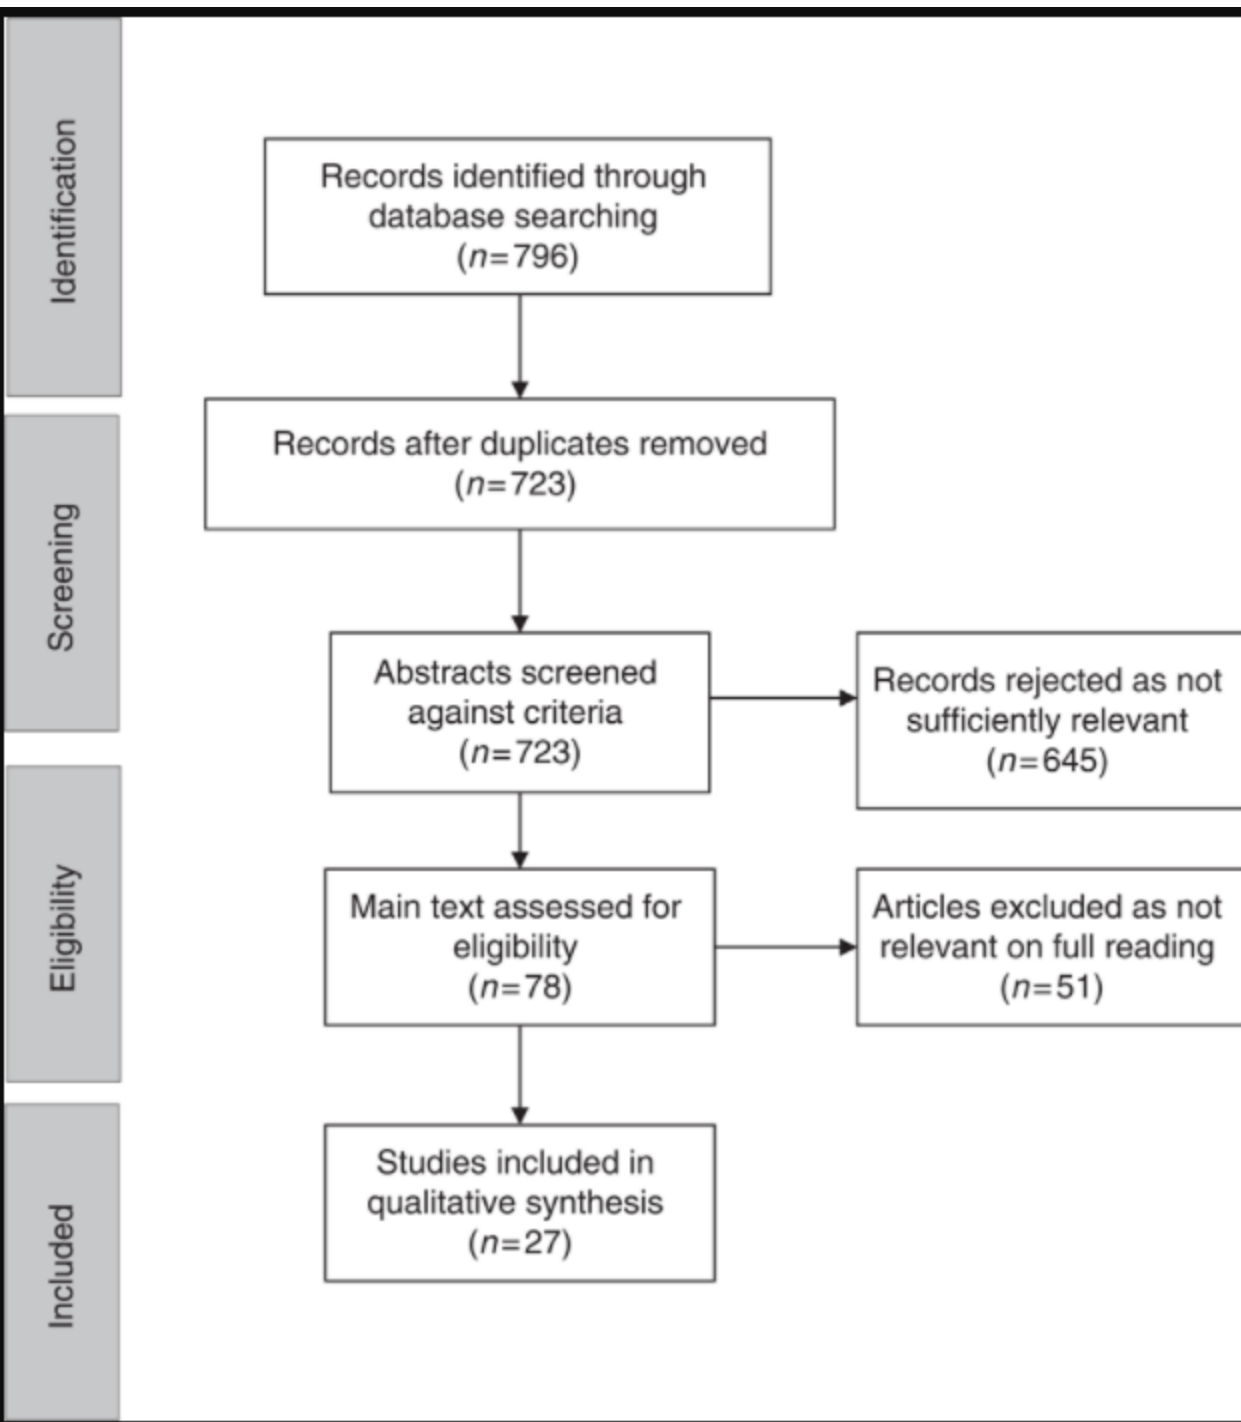 Identification
Records identified through
database searching
(n=796)
Screening
Records after duplicates removed
(n=723)
Abstracts screened
against criteria
(n=723)
Records rejected as not
sufficiently relevant
(n=645)
Eligibility
Main text assessed for
eligibility
(n=78)
Articles excluded as not
relevant on full reading
(n=51)
Included
Studies included in
qualitative synthesis
(n=27)